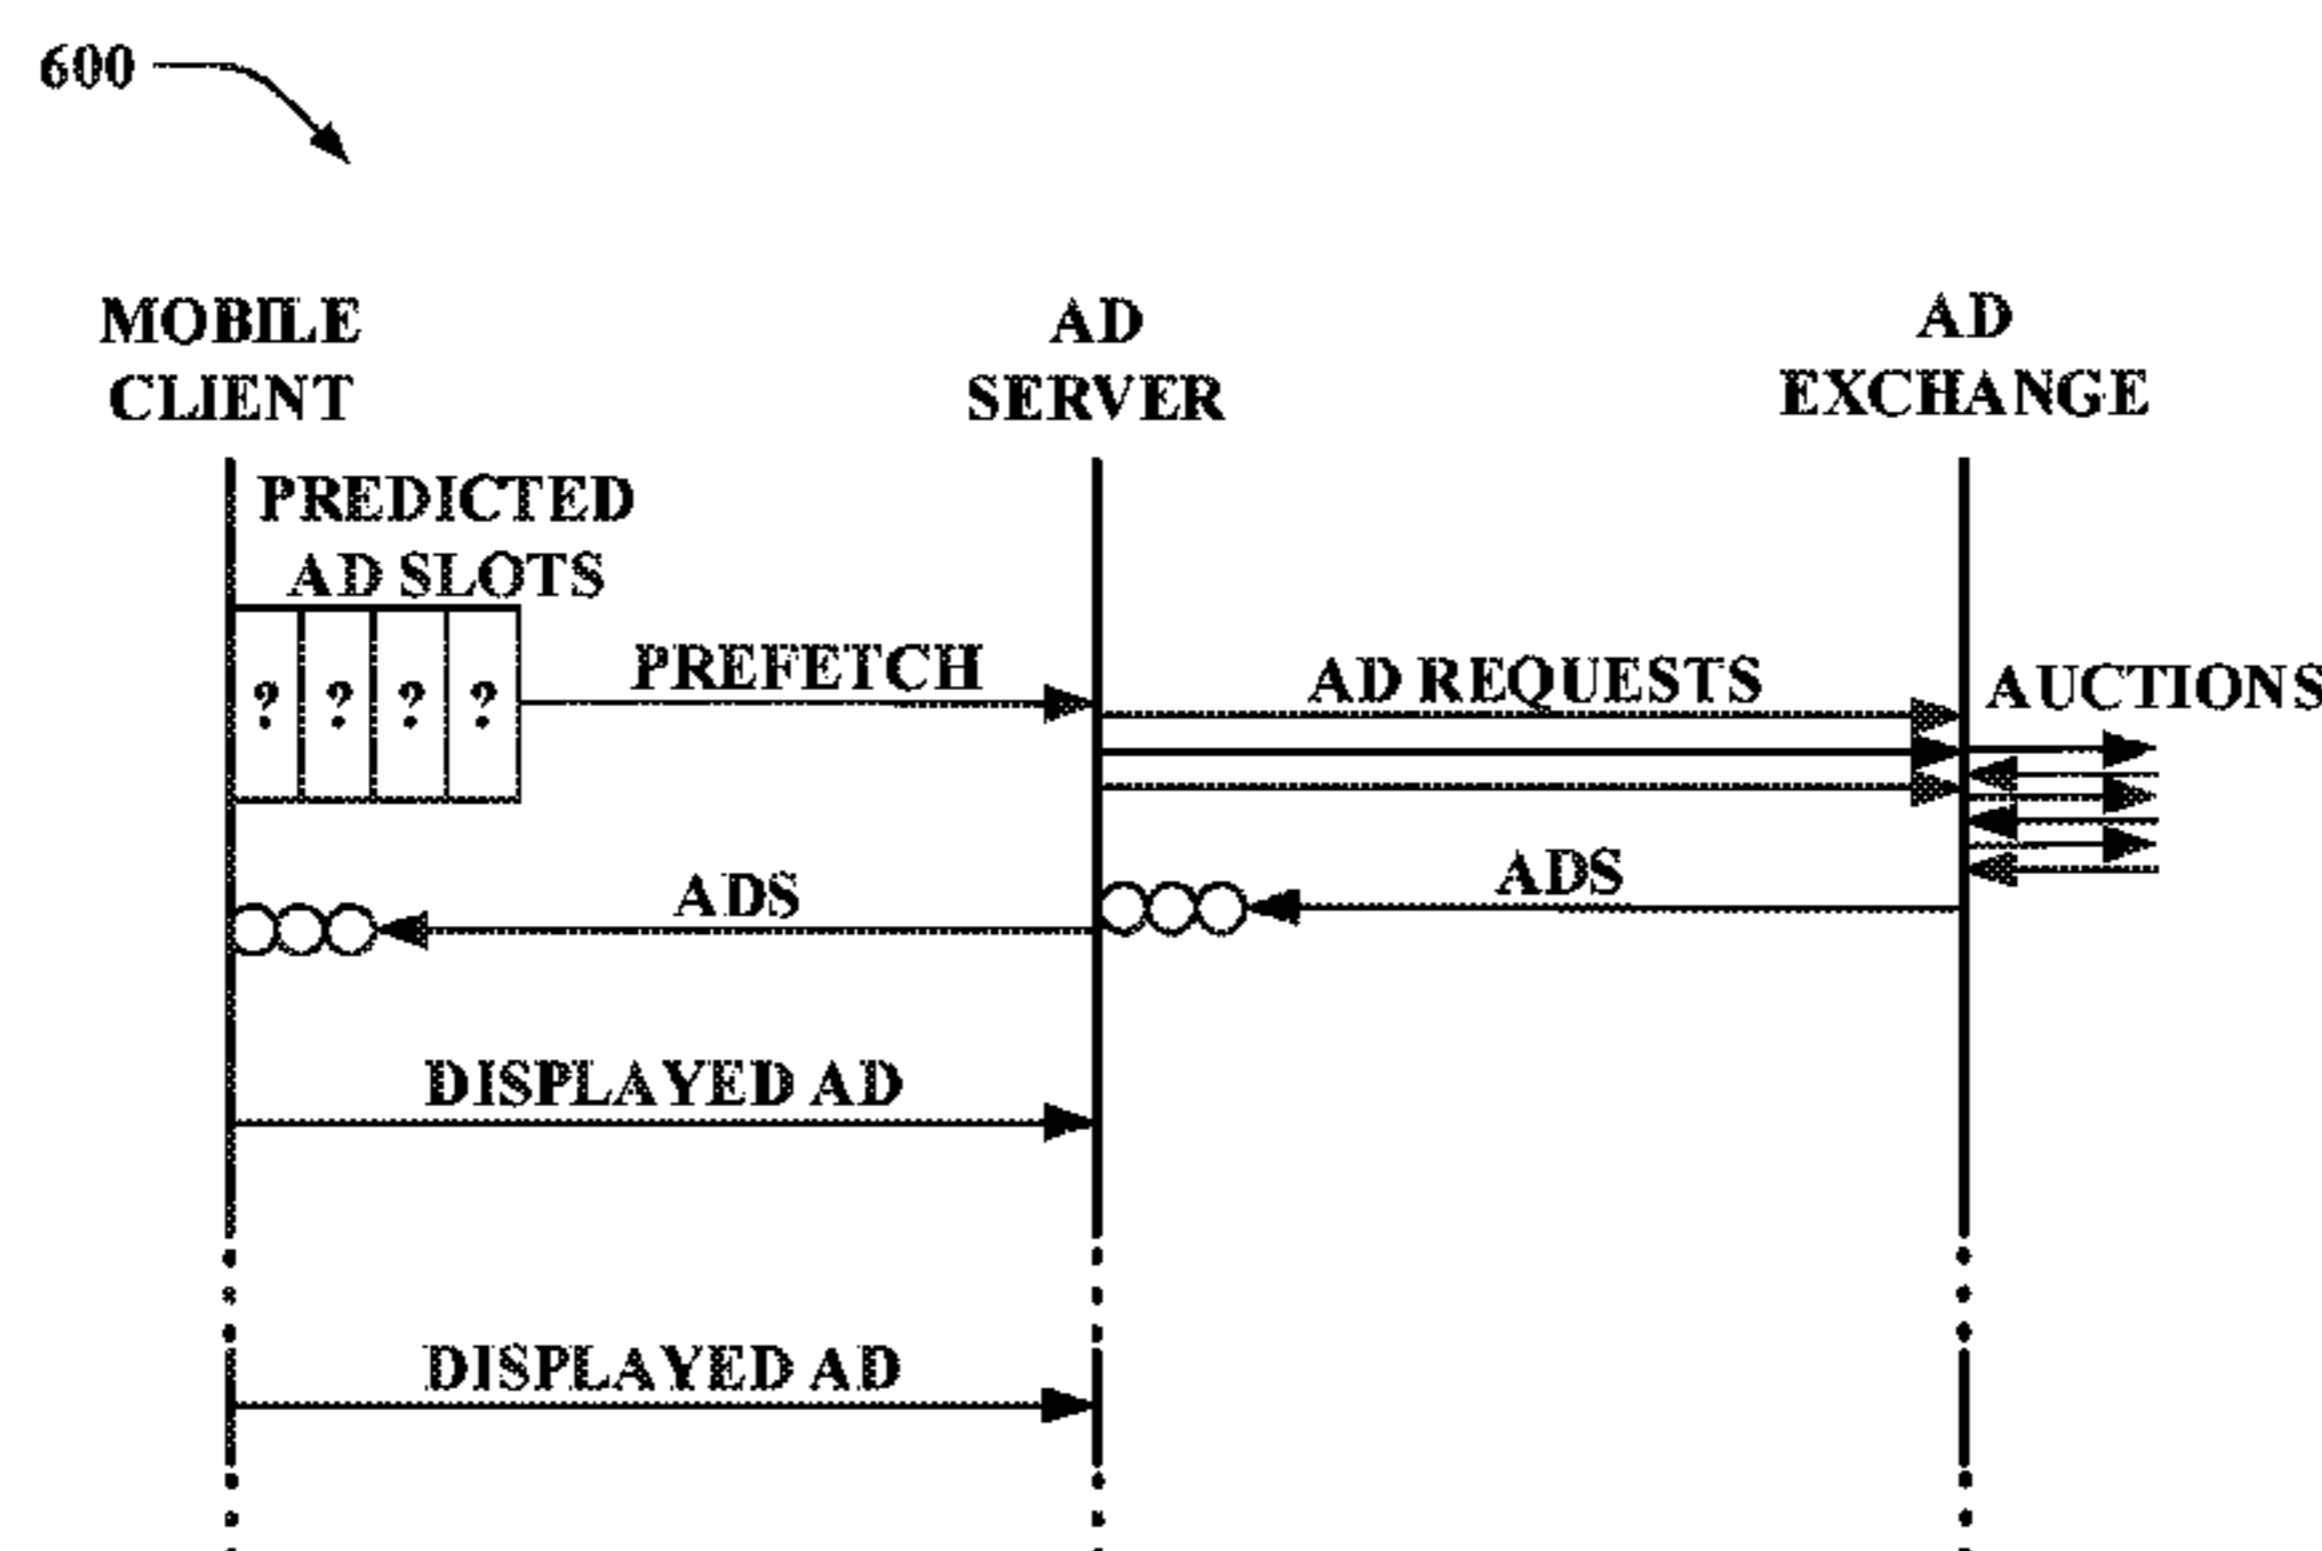 600
MOBILE
CLIENT
AD
SERVER
AD
EXCHANGE
PREDICTED
AD SLOTS
? ? ? ?
PREFETCH
AD REQUESTS
AUCTIONS
ADS
ADS
DISPLAYED AD
DISPLAYED AD